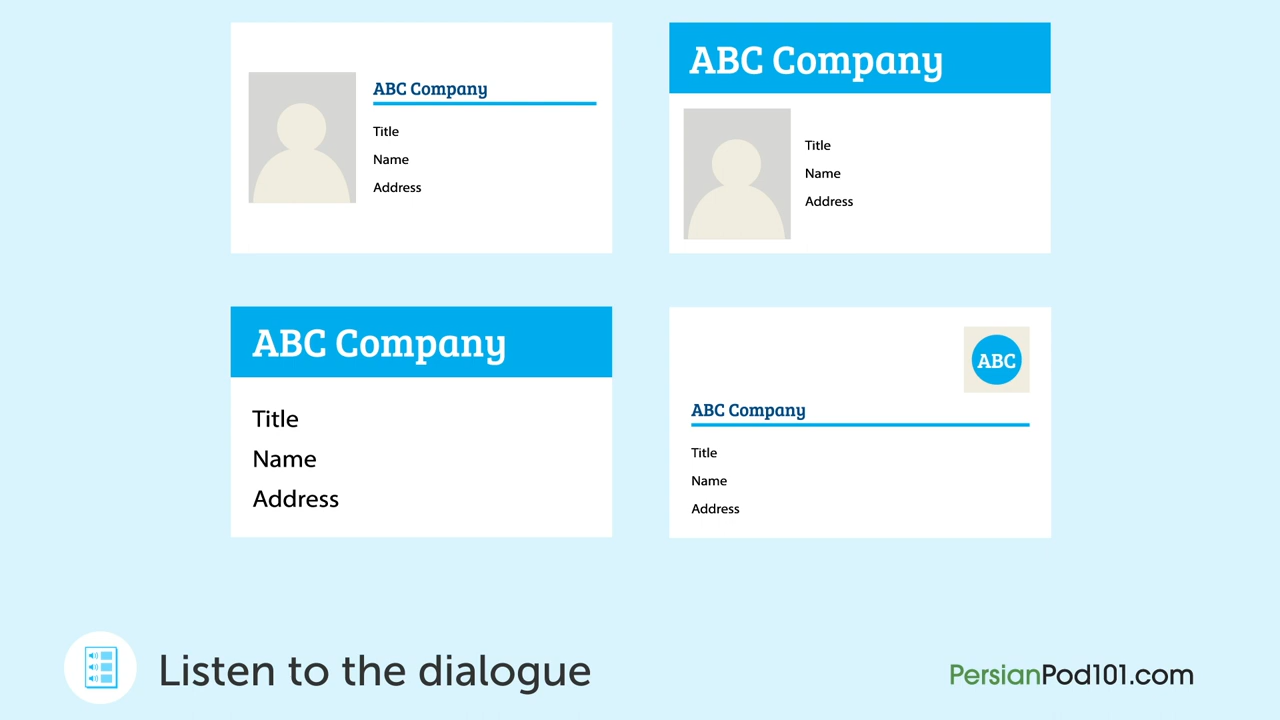 ABC Company
Title
Name
Address
ABC Company
Title
Name
Address
ABC Company
Title
Name
Address
ABC
ABC Company
Title
Name
Address
Listen to the dialogue
PersianPod101.com